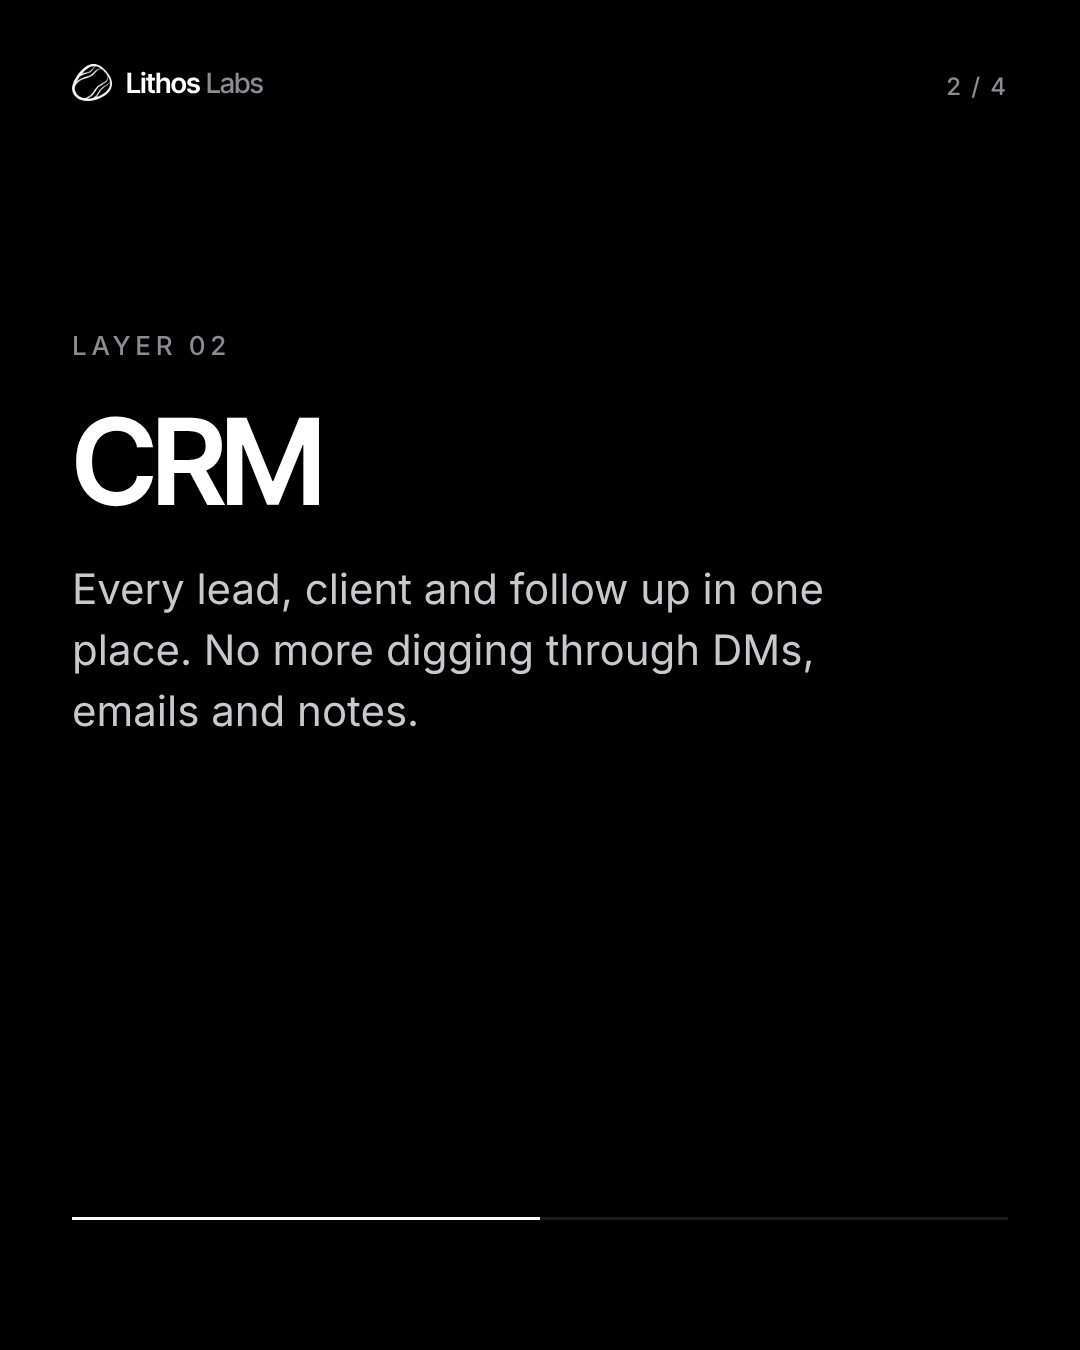 Lithos Labs
2 / 4
LAYER 02
CRM
Every lead, client and follow up in one
place. No more digging through DMs,
emails and notes.